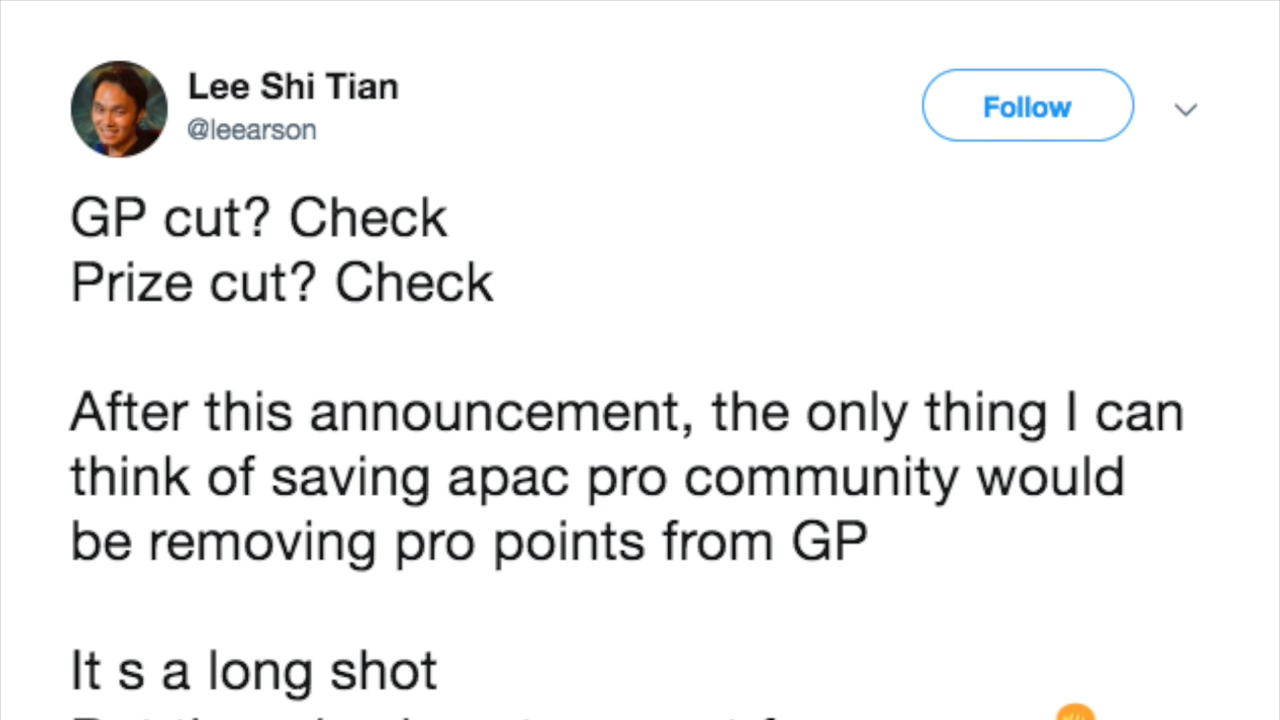 Lee Shi Tian
@leearson
Follow
GP cut? Check
Prize cut? Check
After this announcement, the only thing I can
think of saving apac pro community would
be removing pro points from GP
It s a long shot